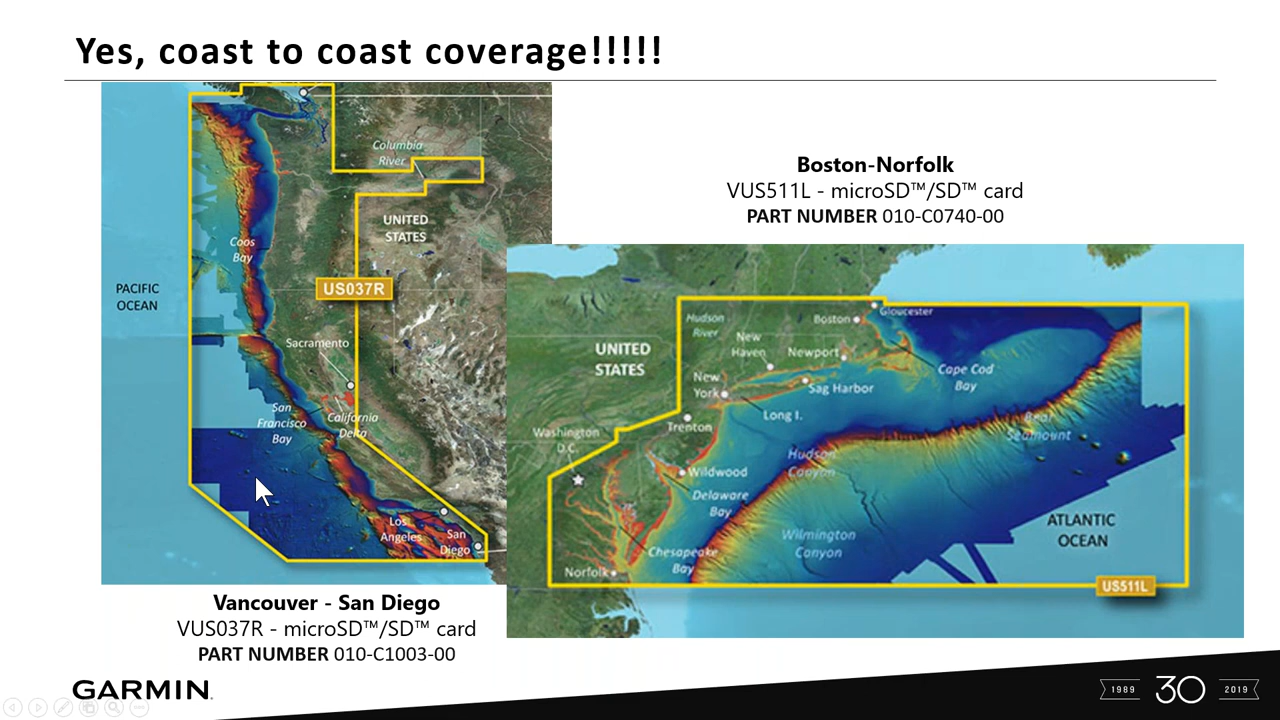 Yes, coast to coast coverage!!!!!
Columbia
River
UNITED
STATES
Coos
Bay
PACIFIC
OCEAN
US037R
Sacramento
San
Francisco
Bay
California
Delta
Los
Angeles
San
Diego
Vancouver - San Diego
VUS037R - microSD™/SD™ card
PART NUMBER 010-C1003-00
Boston-Norfolk
VUS511L - microSD™/SD™ card
PART NUMBER 010-C0740-00
Hudson
River
Boston
Gloucester
UNITED
STATES
New
Haven
Newport
Cape Cod
Bay
New
York
Sag Harbor
Long I.
Trenton
Bear
Seamount
Washington
D.C.
Hudson
Canyon
Wildwood
Delaware
Bay
ATLANTIC
OCEAN
Wilmington
Canyon
Chesapeake
Bay
Norfolk
US511L
GARMIN
1989
30
2019